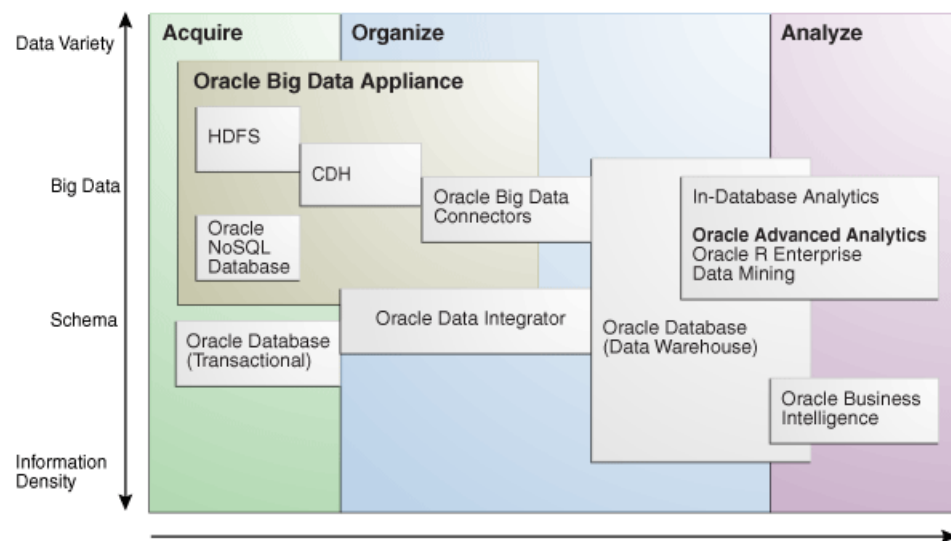 Data Variety
Acquire
Organize
Analyze
Oracle Big Data Appliance
HDFS
CDH
Big Data
Oracle Big Data
Connectors
In-Database Analytics
Oracle Advanced Analytics
Oracle R Enterprise
Data Mining
Oracle
NoSQL
Database
Schema
Oracle Data Integrator
Oracle Database
(Transactional)
Oracle Database
(Data Warehouse)
Oracle Business
Intelligence
Information
Density